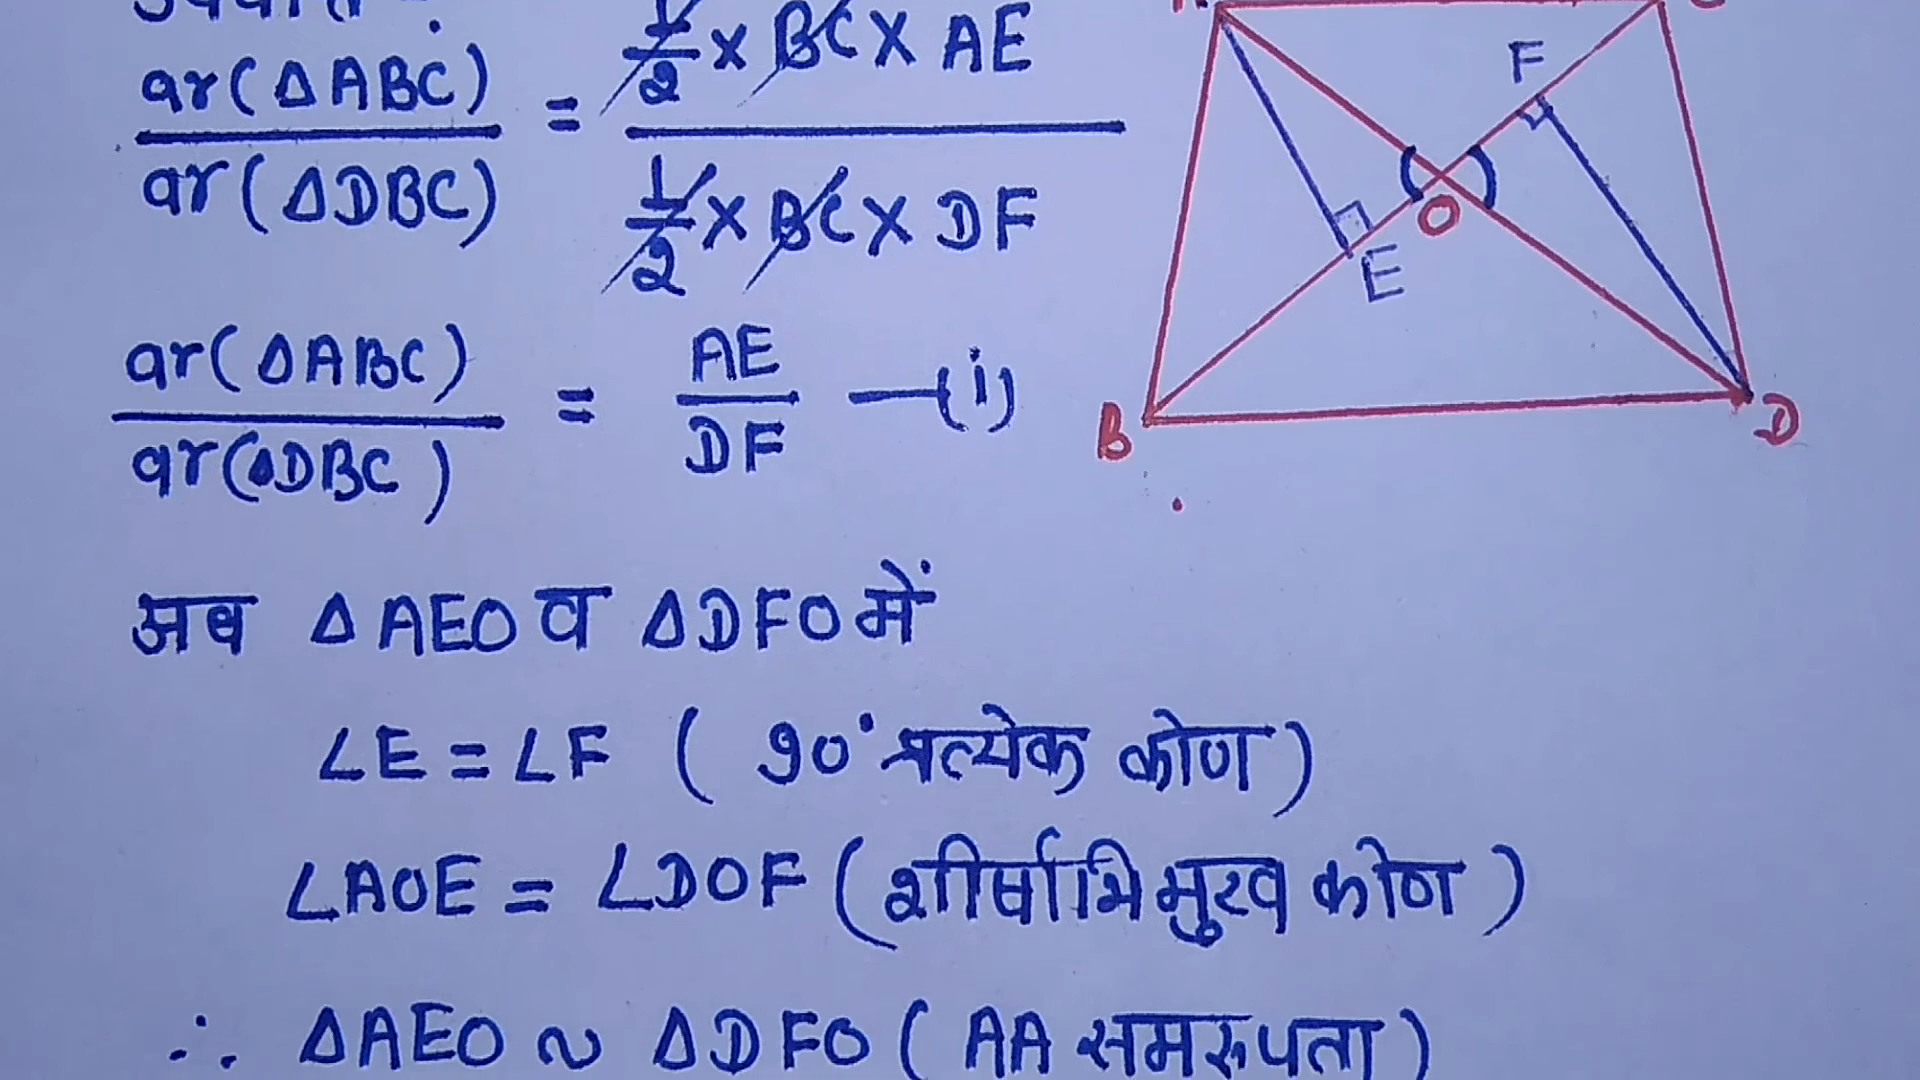 ar(ΔABC) / ar(ΔDBC) = 1/2 × BC × AE / 1/2 × BC × DF
ar(ΔABC) / ar(ΔDBC) = AE / DF —(i)
अब ΔAEO व ΔDFO में
∠E = ∠F ( 90° प्रत्येक कोण )
∠AOE = ∠DOF ( शीर्षाभिमुख कोण )
∴ ΔAEO ~ ΔDFO ( AA समरुपता )
F
O
E
B
D